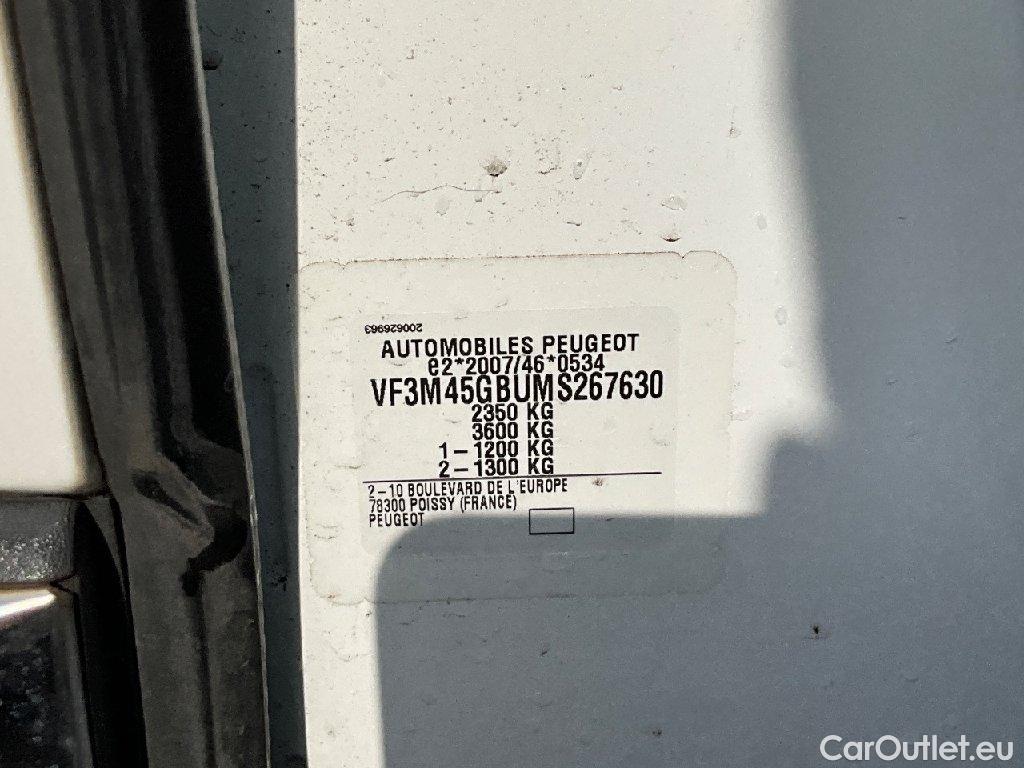 200626963
AUTOMOBILES PEUGEOT
e2*2007/46*0534
VF3M45GBUMS267630
2350 KG
3600 KG
1-1200 KG
2-1300 KG
2-10 BOULEVARD DE L'EUROPE
78300 POISSY (FRANCE)
PEUGEOT
CarOutlet.eu